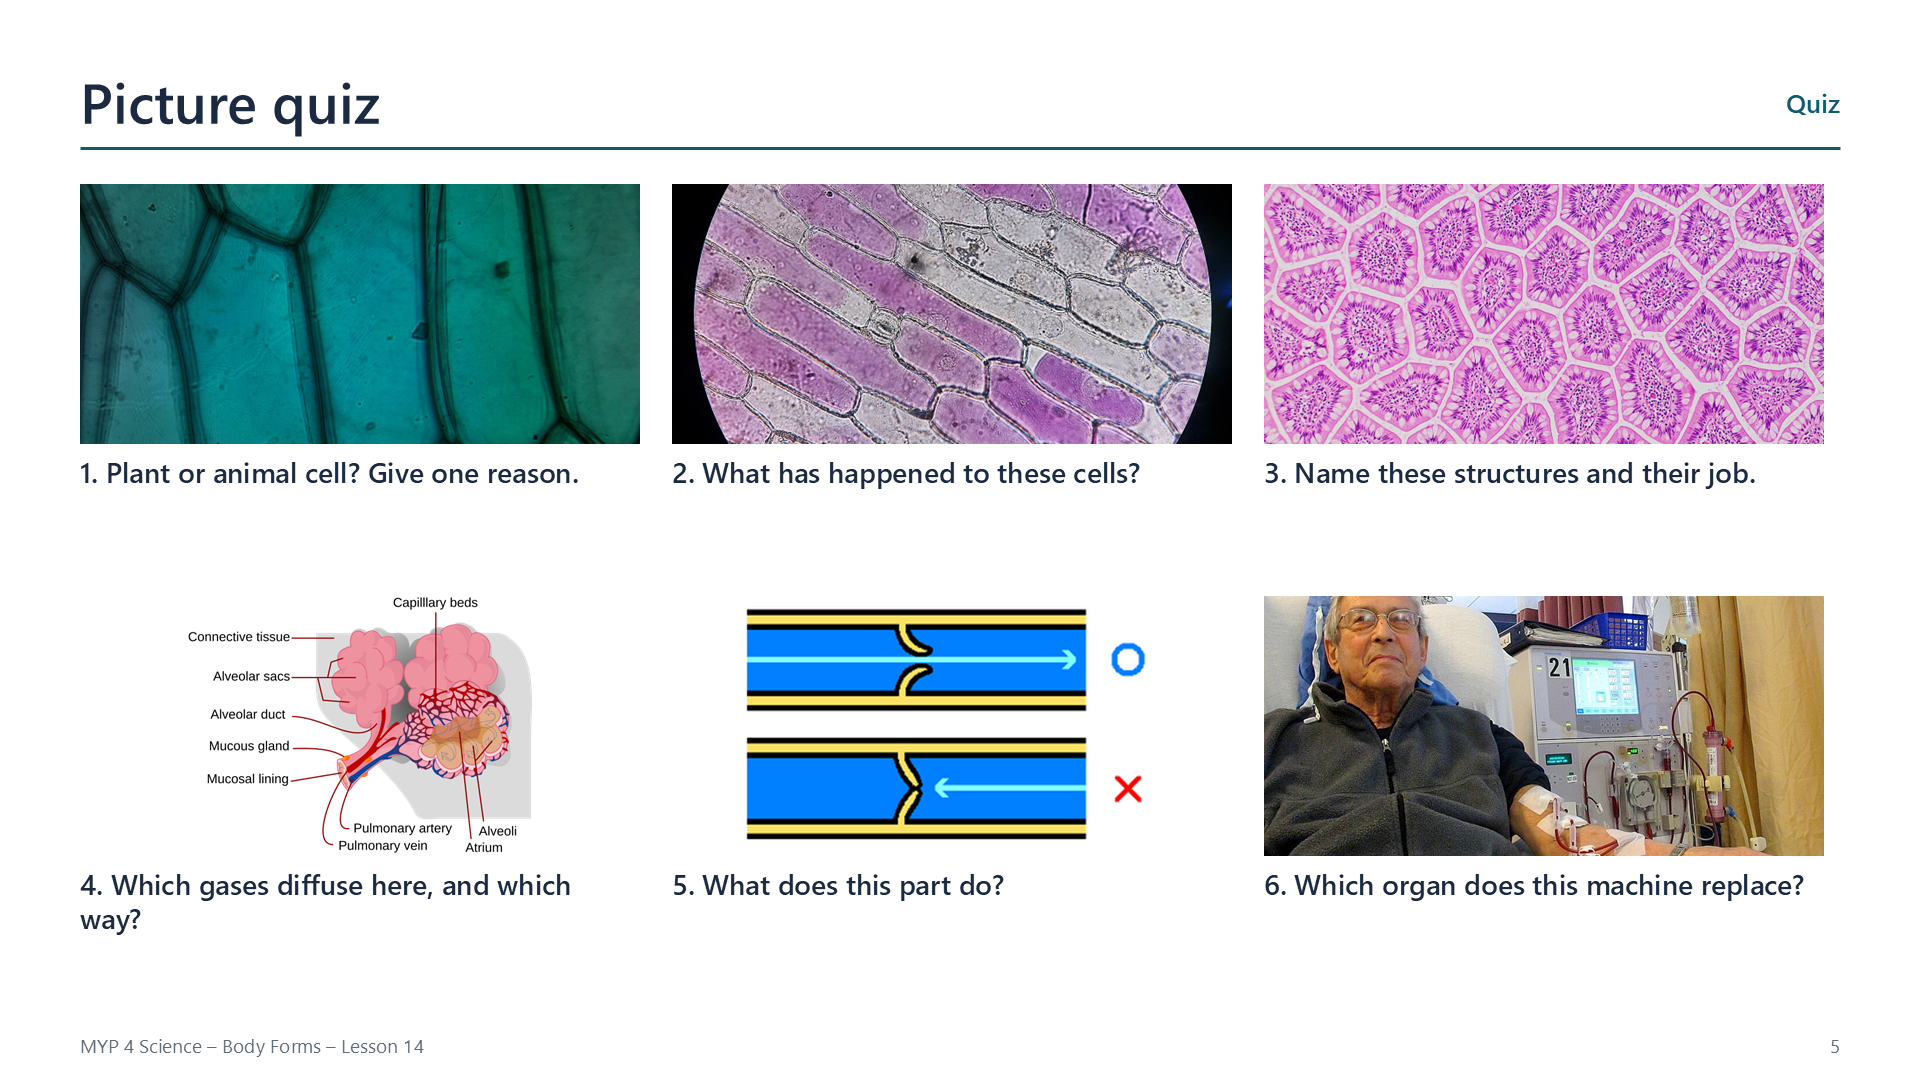 Picture quiz
Quiz
1. Plant or animal cell? Give one reason.
2. What has happened to these cells?
3. Name these structures and their job.
Capilllary beds
Connective tissue
Alveolar sacs
Alveolar duct
Mucous gland
Mucosal lining
Pulmonary artery
Pulmonary vein
Alveoli
Atrium
21
4. Which gases diffuse here, and which
way?
5. What does this part do?
6. Which organ does this machine replace?
MYP 4 Science – Body Forms – Lesson 14
5